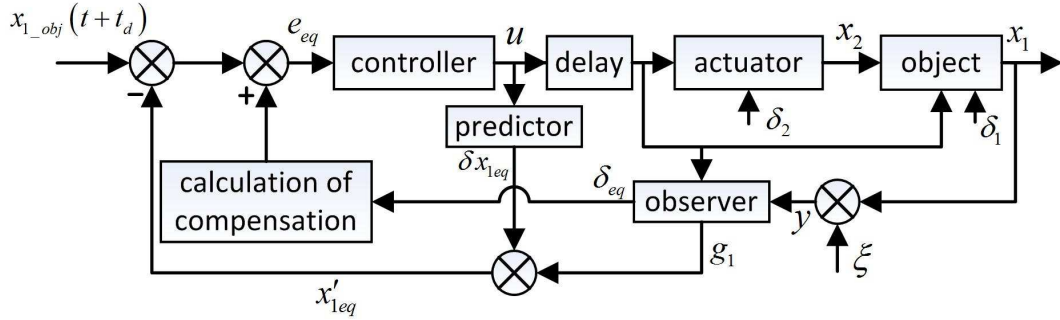 x_{1_obj}(t+t_d)
e_{eq}
u
x_2
x_1
controller
delay
actuator
object
−
+
predictor
δ_2
δ_1
δx_{1eq}
calculation of
compensation
δ_{eq}
observer
y
g_1
ξ
x'_{1eq}